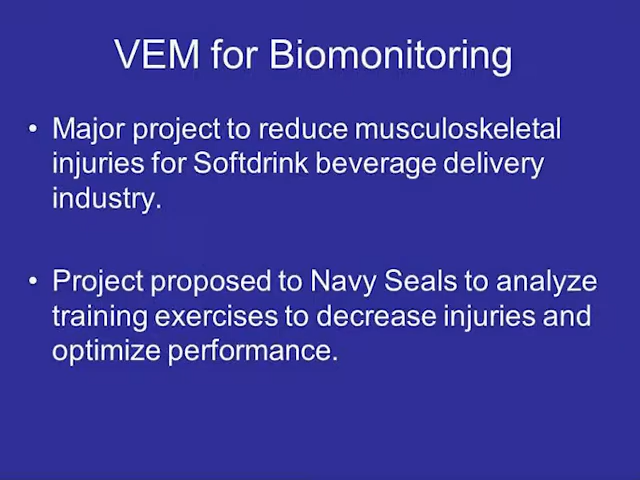 VEM for Biomonitoring
• Major project to reduce musculoskeletal
injuries for Softdrink beverage delivery
industry.
• Project proposed to Navy Seals to analyze
training exercises to decrease injuries and
optimize performance.